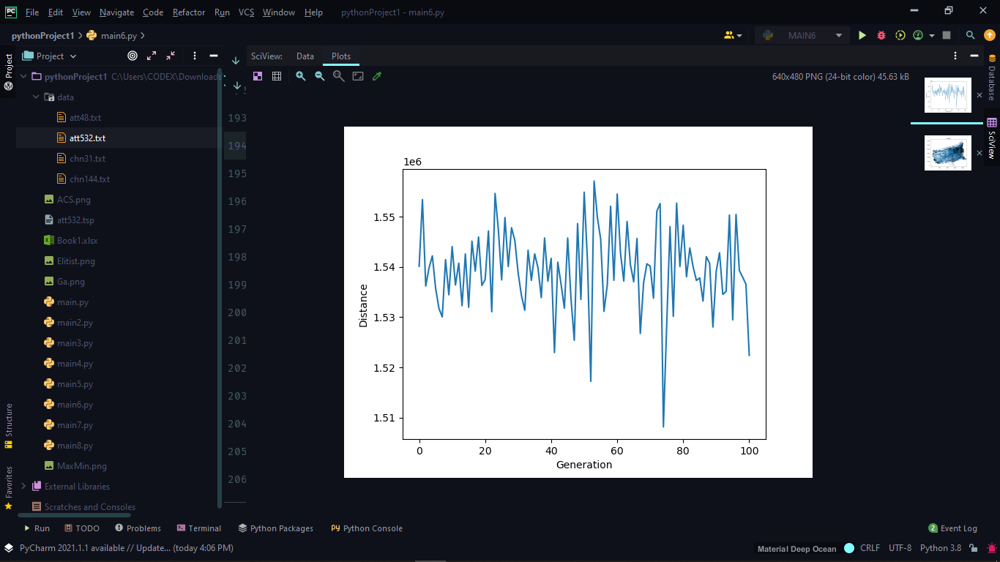 PC File Edit View Navigate Code Refactor Run VCS Window Help pythonProject1 - main6.py
pythonProject1 main6.py MAIN6
Project
Project
SciView: Data Plots
640x480 PNG (24-bit color) 45.63 kB
pythonProject1 C:\Users\CODEX\Downloads
data
att48.txt
att532.txt
chn31.txt
chn144.txt
ACS.png
att532.tsp
Book1.xlsx
Elitist.png
Ga.png
main.py
main2.py
main3.py
main4.py
main5.py
main6.py
main7.py
main8.py
MaxMin.png
External Libraries
Scratches and Consoles
Structure
Favorites
193
194
195
196
197
198
199
200
201
202
203
204
205
206
1e6
1.55
1.54
1.53
1.52
1.51
Distance
0 20 40 60 80 100
Generation
Database
SciView
Run TODO Problems Terminal Python Packages Python Console 2 Event Log
PyCharm 2021.1.1 available // Update... (today 4:06 PM) Material Deep Ocean CRLF UTF-8 Python 3.8